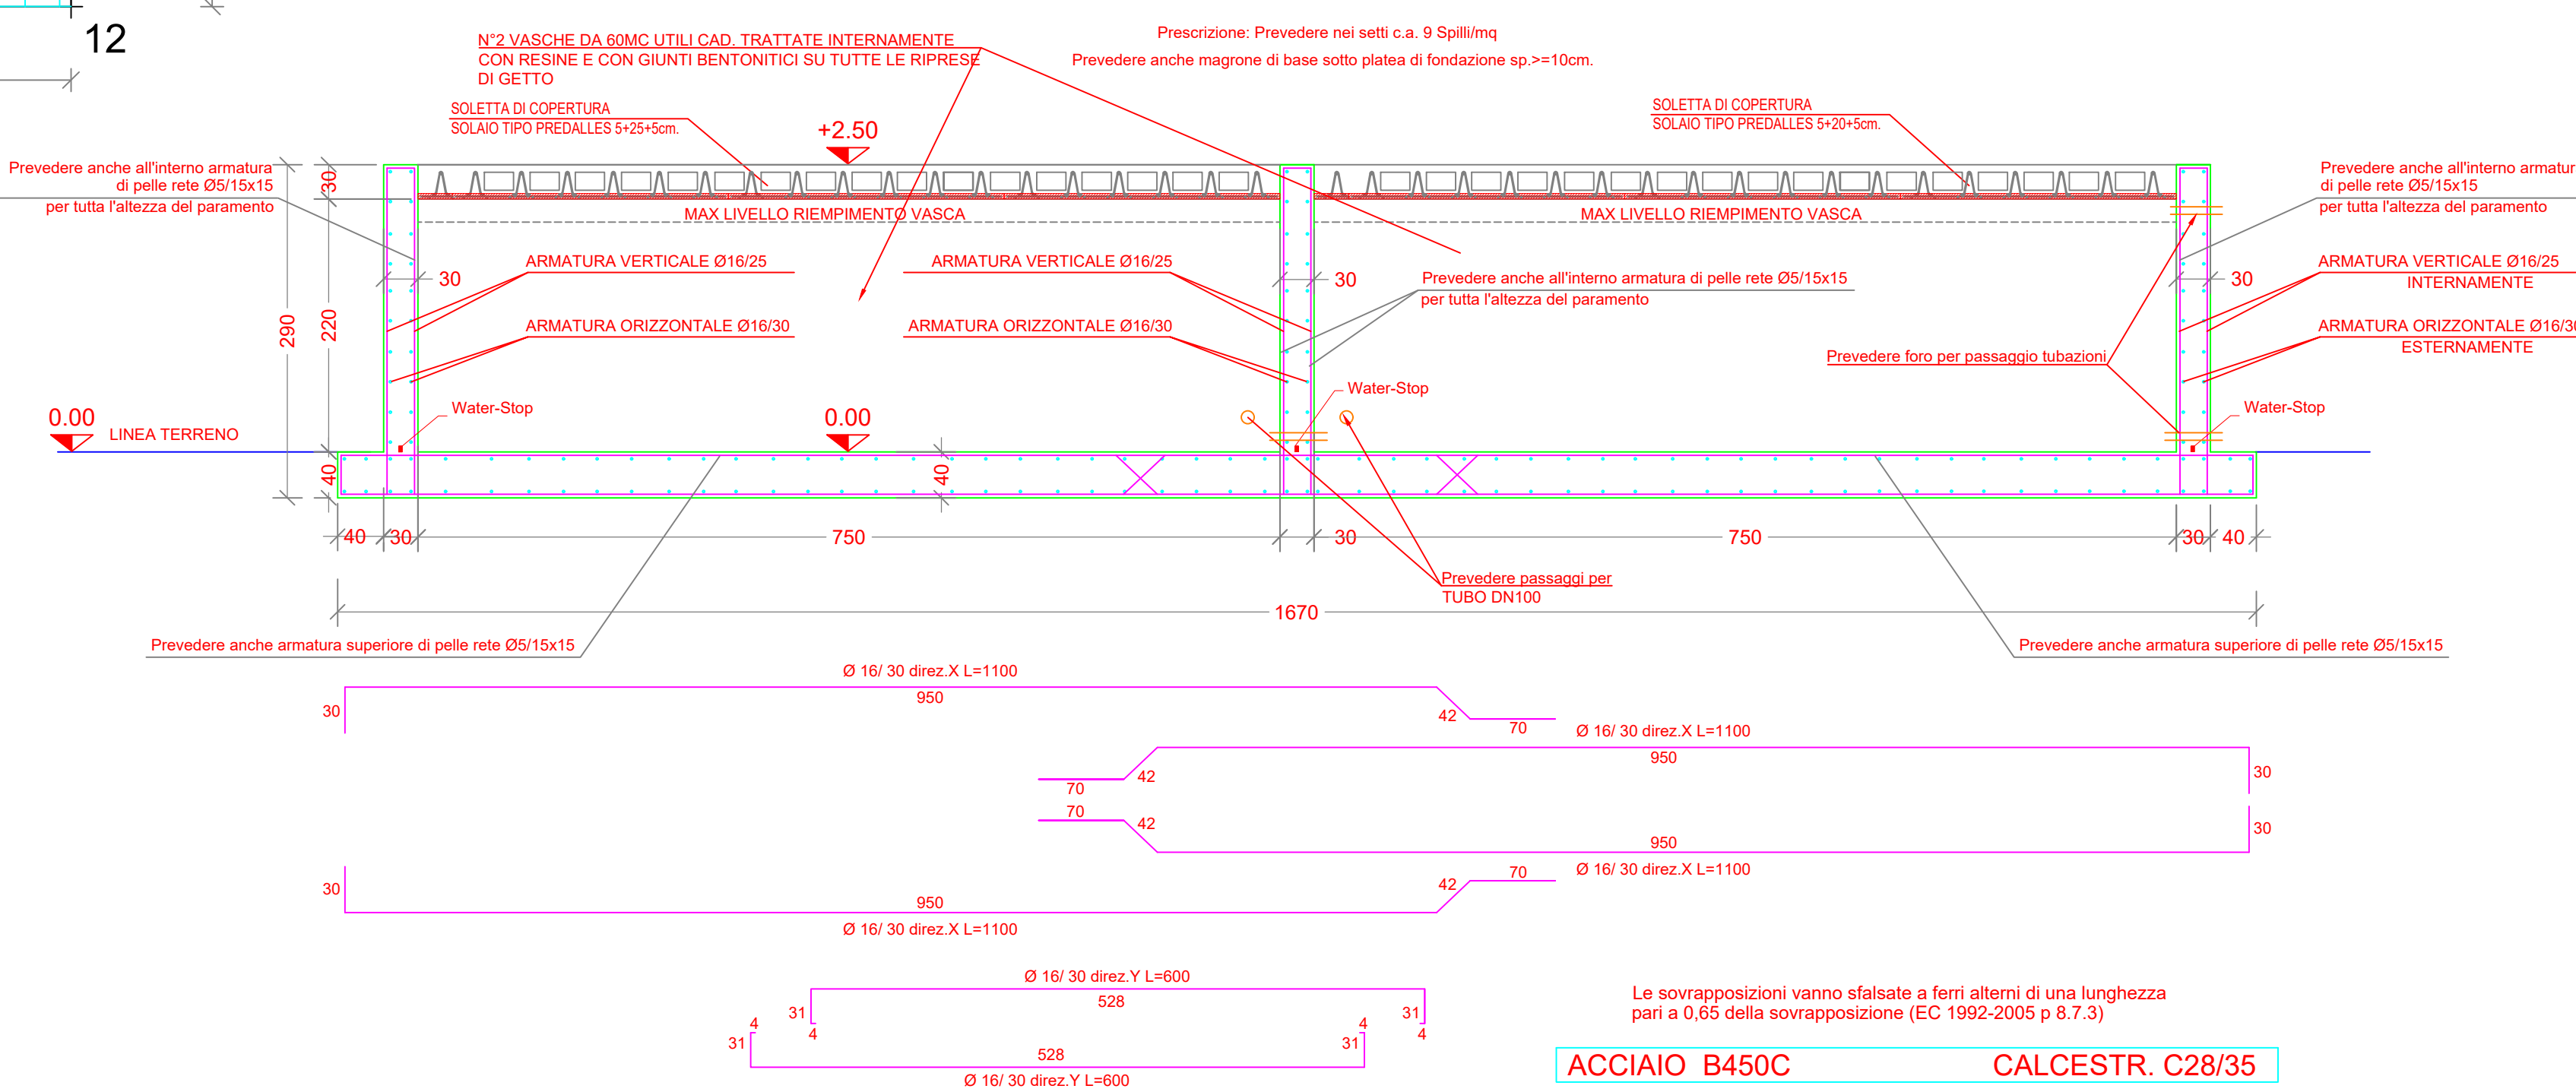 12
N°2 VASCHE DA 60MC UTILI CAD. TRATTATE INTERNAMENTE
CON RESINE E CON GIUNTI BENTONITICI SU TUTTE LE RIPRESE
DI GETTO
Prescrizione: Prevedere nei setti c.a. 9 Spilli/mq
Prevedere anche magrone di base sotto platea di fondazione sp.>=10cm.
SOLETTA DI COPERTURA
SOLAIO TIPO PREDALLES 5+25+5cm.
+2.50
SOLETTA DI COPERTURA
SOLAIO TIPO PREDALLES 5+20+5cm.
Prevedere anche all'interno armatura
di pelle rete Ø5/15x15
per tutta l'altezza del paramento
30
Prevedere anche all'interno armatur
di pelle rete Ø5/15x15
per tutta l'altezza del paramento
MAX LIVELLO RIEMPIMENTO VASCA
MAX LIVELLO RIEMPIMENTO VASCA
290
220
30
ARMATURA VERTICALE Ø16/25
ARMATURA ORIZZONTALE Ø16/30
ARMATURA VERTICALE Ø16/25
ARMATURA ORIZZONTALE Ø16/30
30
Prevedere anche all'interno armatura di pelle rete Ø5/15x15
per tutta l'altezza del paramento
30
ARMATURA VERTICALE Ø16/25
INTERNAMENTE
ARMATURA ORIZZONTALE Ø16/30
ESTERNAMENTE
Prevedere foro per passaggio tubazioni
Water-Stop
Water-Stop
Water-Stop
0.00
LINEA TERRENO
0.00
40
40
40
30
750
30
750
30
40
Prevedere passaggi per
TUBO DN100
1670
Prevedere anche armatura superiore di pelle rete Ø5/15x15
Prevedere anche armatura superiore di pelle rete Ø5/15x15
Ø 16/ 30 direz.X L=1100
30
950
42
70
Ø 16/ 30 direz.X L=1100
70
42
950
30
70
42
950
30
Ø 16/ 30 direz.X L=1100
30
950
42
70
Ø 16/ 30 direz.X L=1100
Ø 16/ 30 direz.Y L=600
528
31
4
31
4
4
31
528
4
31
Ø 16/ 30 direz.Y L=600
Le sovrapposizioni vanno sfalsate a ferri alterni di una lunghezza
pari a 0,65 della sovrapposizione (EC 1992-2005 p 8.7.3)
ACCIAIO B450C CALCESTR. C28/35